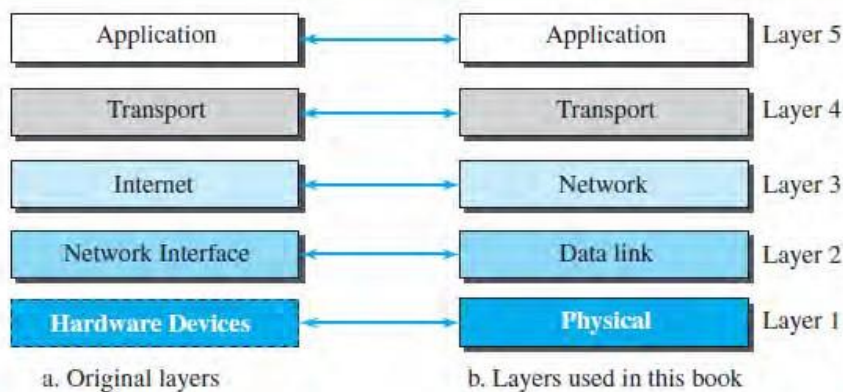 Application Application Layer 5
Transport Transport Layer 4
Internet Network Layer 3
Network Interface Data link Layer 2
Hardware Devices Physical Layer 1
a. Original layers b. Layers used in this book